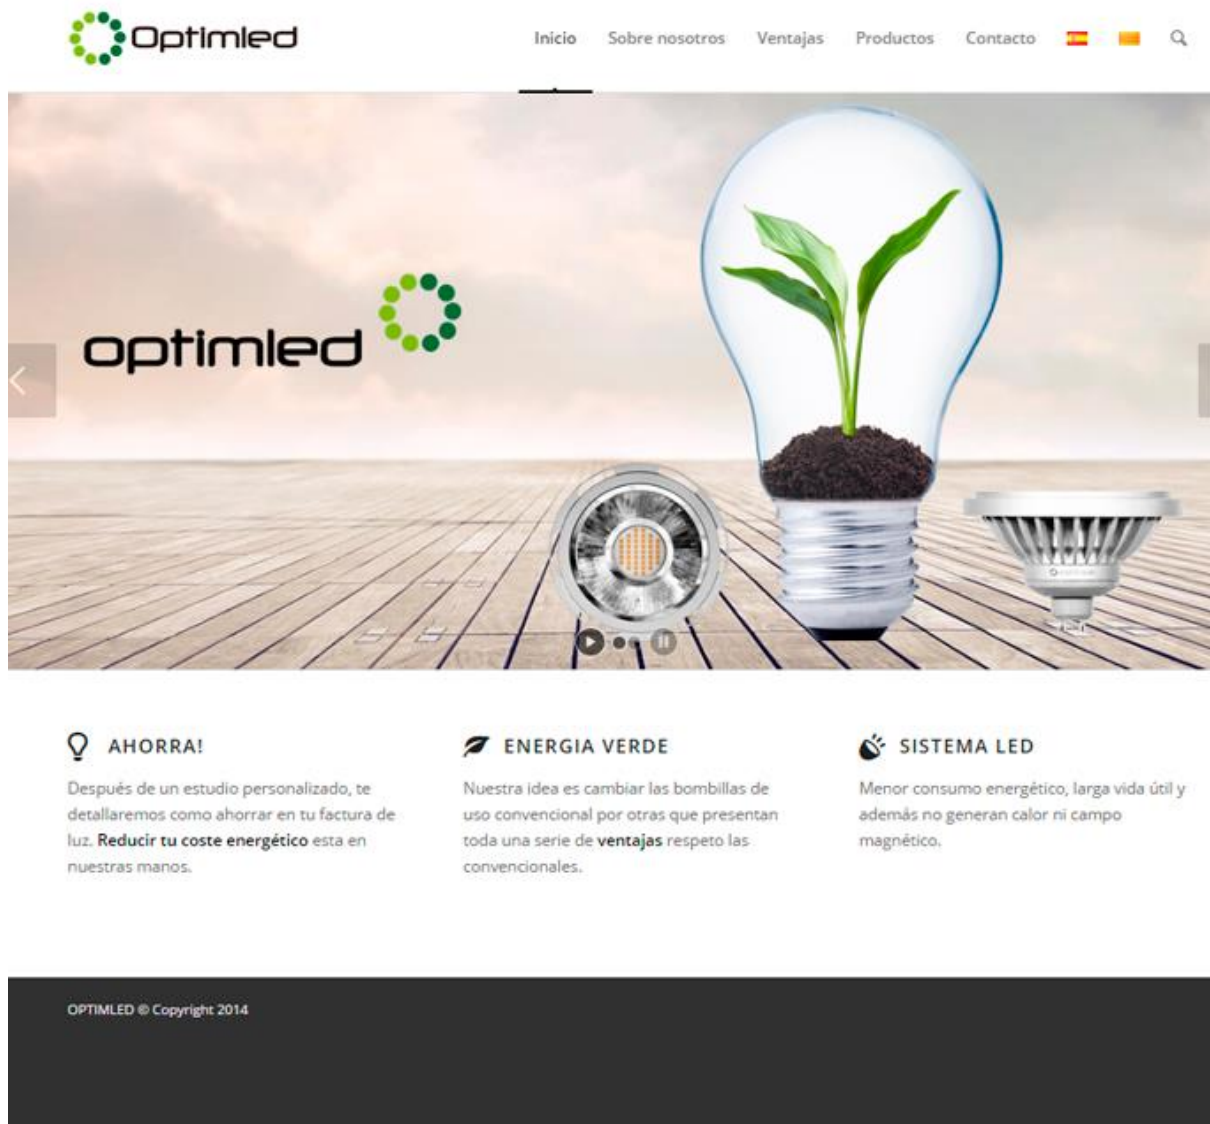 Optimled
Inicio Sobre nosotros Ventajas Productos Contacto
optimled
AHORRA!
Después de un estudio personalizado, te
detallaremos como ahorrar en tu factura de
luz. Reducir tu coste energético esta en
nuestras manos.
ENERGIA VERDE
Nuestra idea es cambiar las bombillas de
uso convencional por otras que presentan
toda una serie de ventajas respeto las
convencionales.
SISTEMA LED
Menor consumo energético, larga vida útil y
además no generan calor ni campo
magnético.
OPTIMLED © Copyright 2014